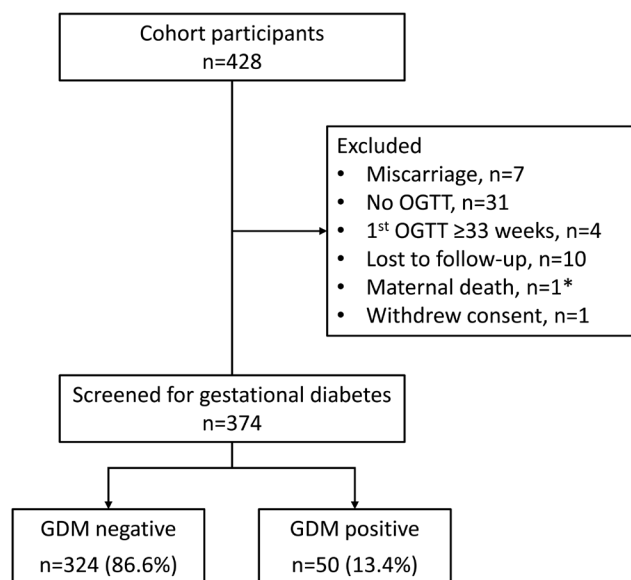 Cohort participants
n=428
Excluded
• Miscarriage, n=7
• No OGTT, n=31
• 1st OGTT ≥33 weeks, n=4
• Lost to follow-up, n=10
• Maternal death, n=1*
• Withdrew consent, n=1
Screened for gestational diabetes
n=374
GDM negative
n=324 (86.6%)
GDM positive
n=50 (13.4%)